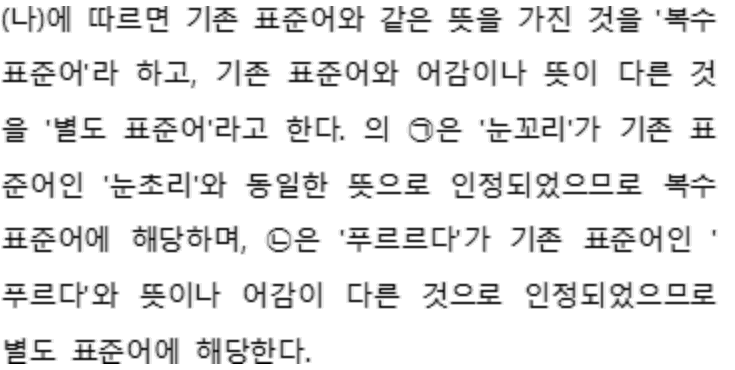 (나)에 따르면 기존 표준어와 같은 뜻을 가진 것을 '복수
표준어'라 하고, 기존 표준어와 어감이나 뜻이 다른 것
을 '별도 표준어'라고 한다. 의 ㉠은 '눈꼬리'가 기존 표
준어인 '눈초리'와 동일한 뜻으로 인정되었으므로 복수
표준어에 해당하며, ㉡은 '푸르르다'가 기존 표준어인 '
푸르다'와 뜻이나 어감이 다른 것으로 인정되었으므로
별도 표준어에 해당한다.